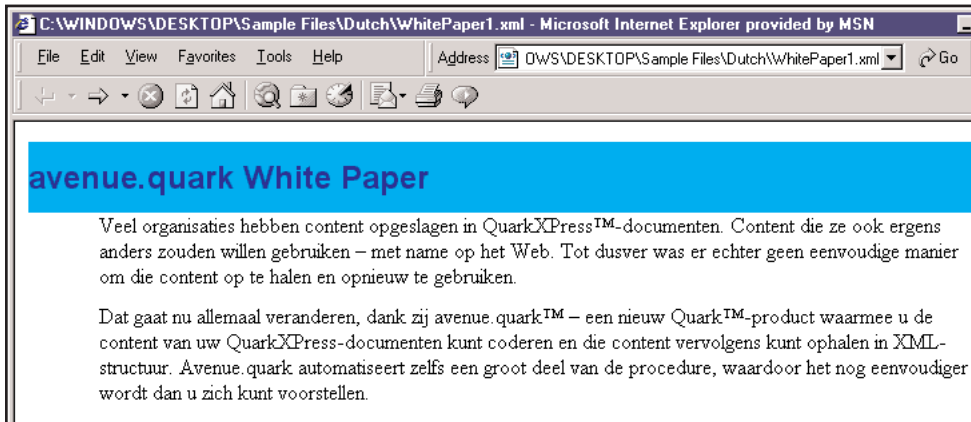 C:\WINDOWS\DESKTOP\Sample Files\Dutch\WhitePaper1.xml - Microsoft Internet Explorer provided by MSN
File Edit View Favorites Tools Help Address OWS\DESKTOP\Sample Files\Dutch\WhitePaper1.xml Go
avenue.quark White Paper
Veel organisaties hebben content opgeslagen in QuarkXPress™-documenten. Content die ze ook ergens
anders zouden willen gebruiken – met name op het Web. Tot dusver was er echter geen eenvoudige manier
om die content op te halen en opnieuw te gebruiken.
Dat gaat nu allemaal veranderen, dank zij avenue.quark™ – een nieuw Quark™-product waarmee u de
content van uw QuarkXPress-documenten kunt coderen en die content vervolgens kunt ophalen in XML-
structuur. Avenue.quark automatiseert zelfs een groot deel van de procedure, waardoor het nog eenvoudiger
wordt dan u zich kunt voorstellen.